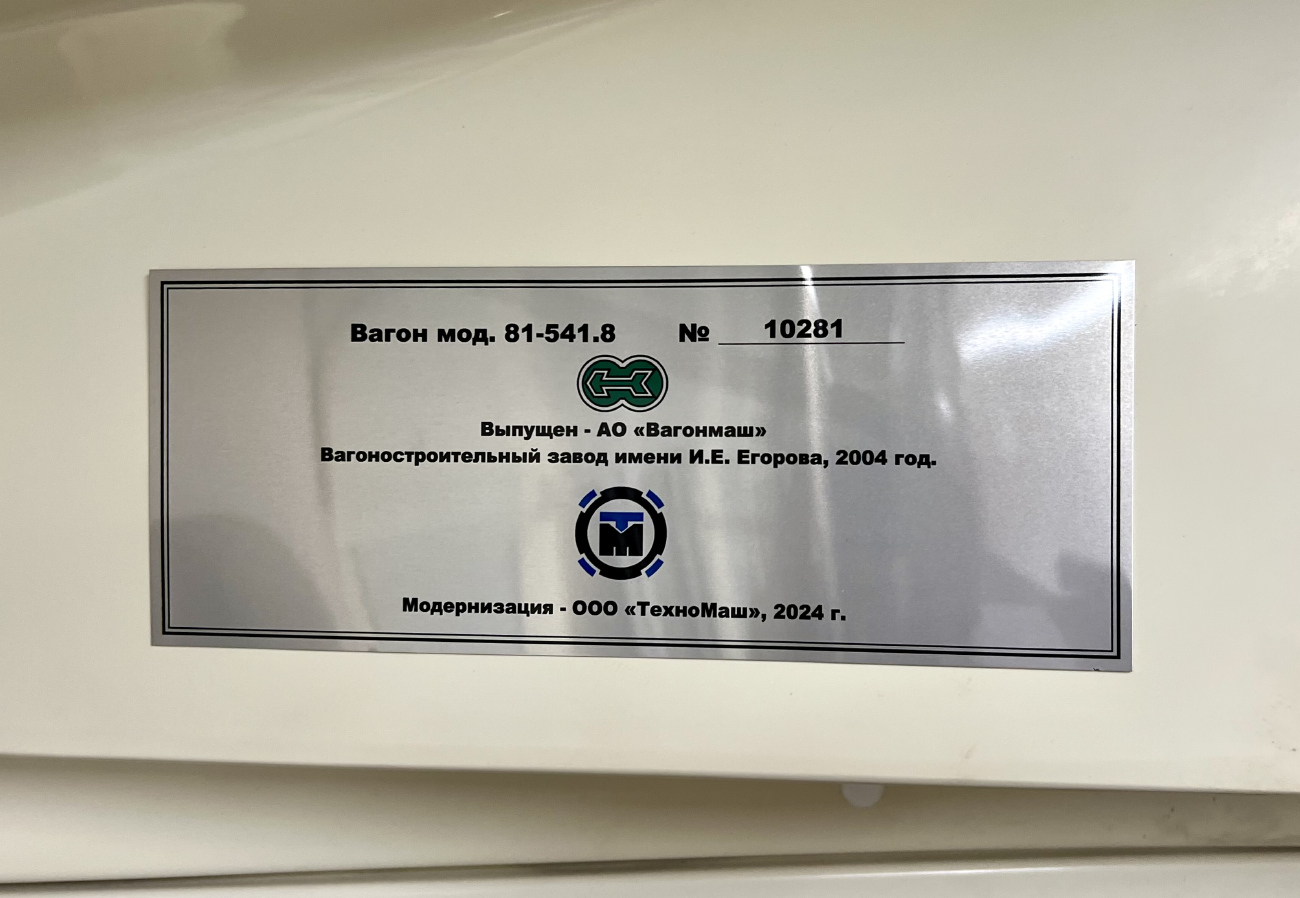 Вагон мод. 81-541.8 № 10281
Выпущен - АО «Вагонмаш»
Вагоностроительный завод имени И.Е. Егорова, 2004 год.
ТМ
Модернизация - ООО «ТехноМаш», 2024 г.